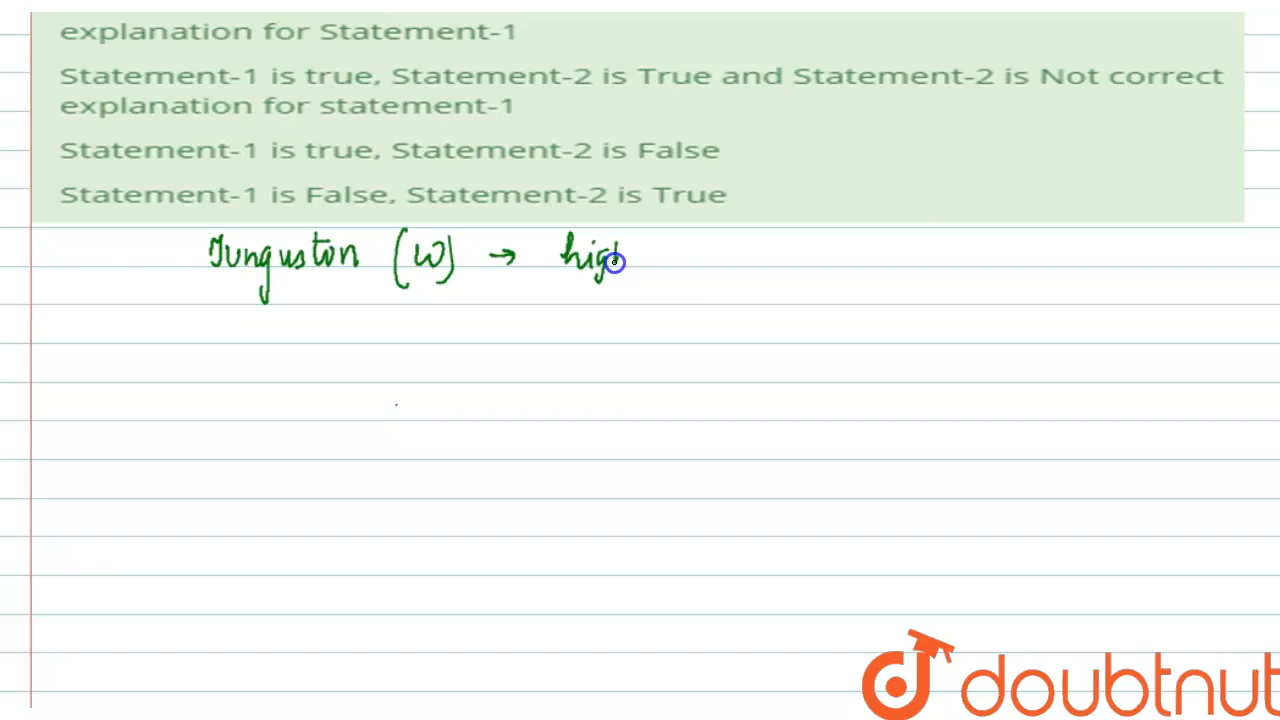 explanation for Statement-1
Statement-1 is true, Statement-2 is True and Statement-2 is Not correct
explanation for statement-1
Statement-1 is true, Statement-2 is False
Statement-1 is False, Statement-2 is True
Tunguston (W) → high
doubtnut